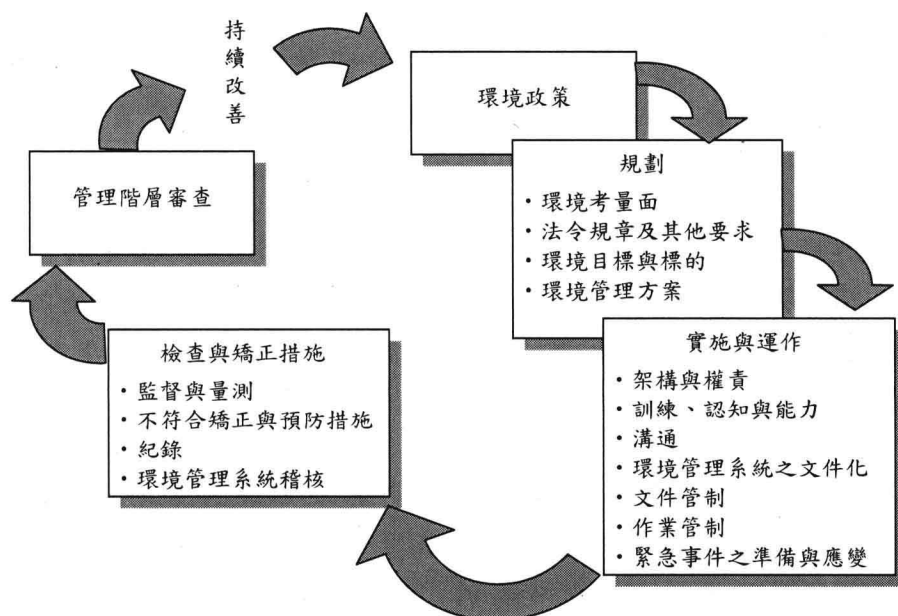 持續改善
環境政策
規劃
・環境考量面
・法令規章及其他要求
・環境目標與標的
・環境管理方案
實施與運作
・架構與權責
・訓練、認知與能力
・溝通
・環境管理系統之文件化
・文件管制
・作業管制
・緊急事件之準備與應變
檢查與矯正措施
・監督與量測
・不符合矯正與預防措施
・紀錄
・環境管理系統稽核
管理階層審查